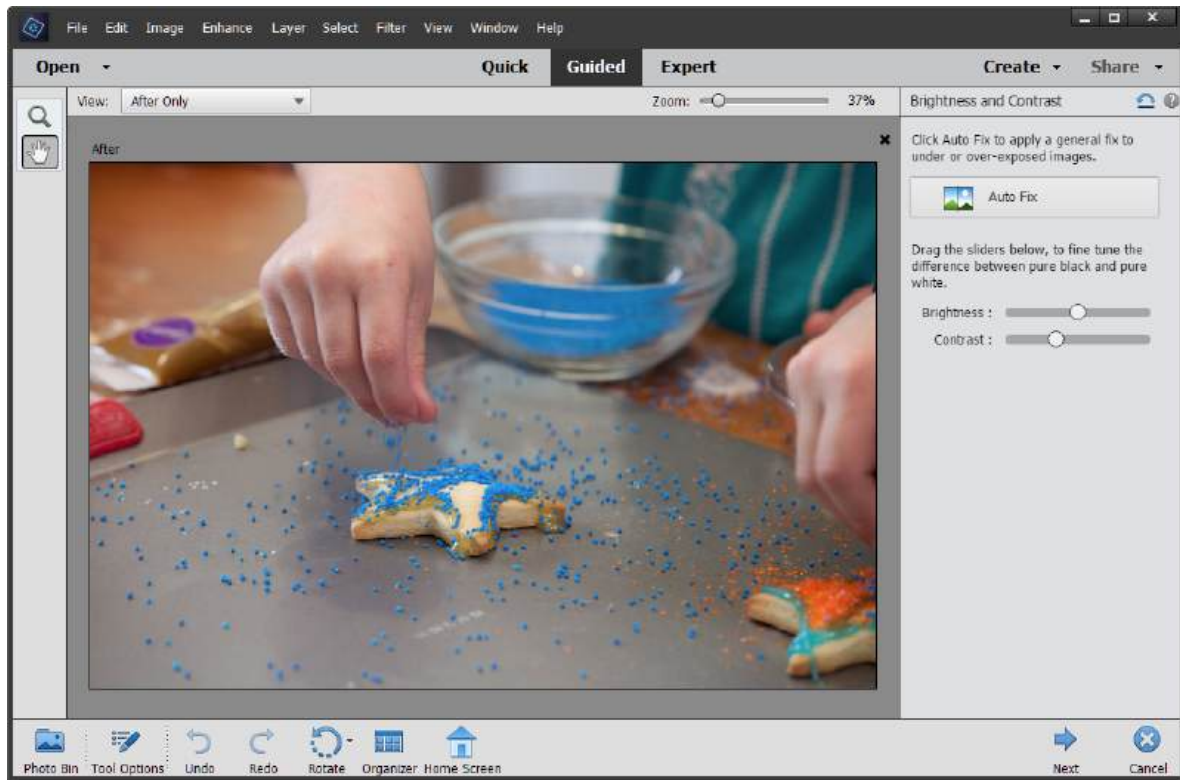 File Edit Image Enhance Layer Select Filter View Window Help
Open Quick Guided Expert Create Share
View: After Only Zoom: 37% Brightness and Contrast
After
Click Auto Fix to apply a general fix to
under or over-exposed images.
Auto Fix
Drag the sliders below, to fine tune the
difference between pure black and pure
white.
Brightness :
Contrast :
Photo Bin Tool Options Undo Redo Rotate Organizer Home Screen Next Cancel